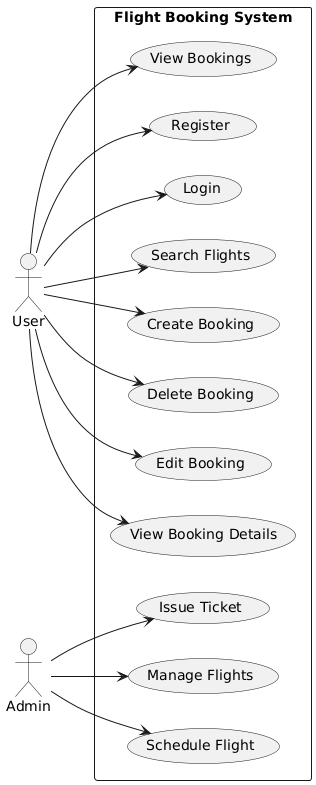 Flight Booking System
View Bookings
Register
Login
Search Flights
User
Create Booking
Delete Booking
Edit Booking
View Booking Details
Issue Ticket
Manage Flights
Admin
Schedule Flight